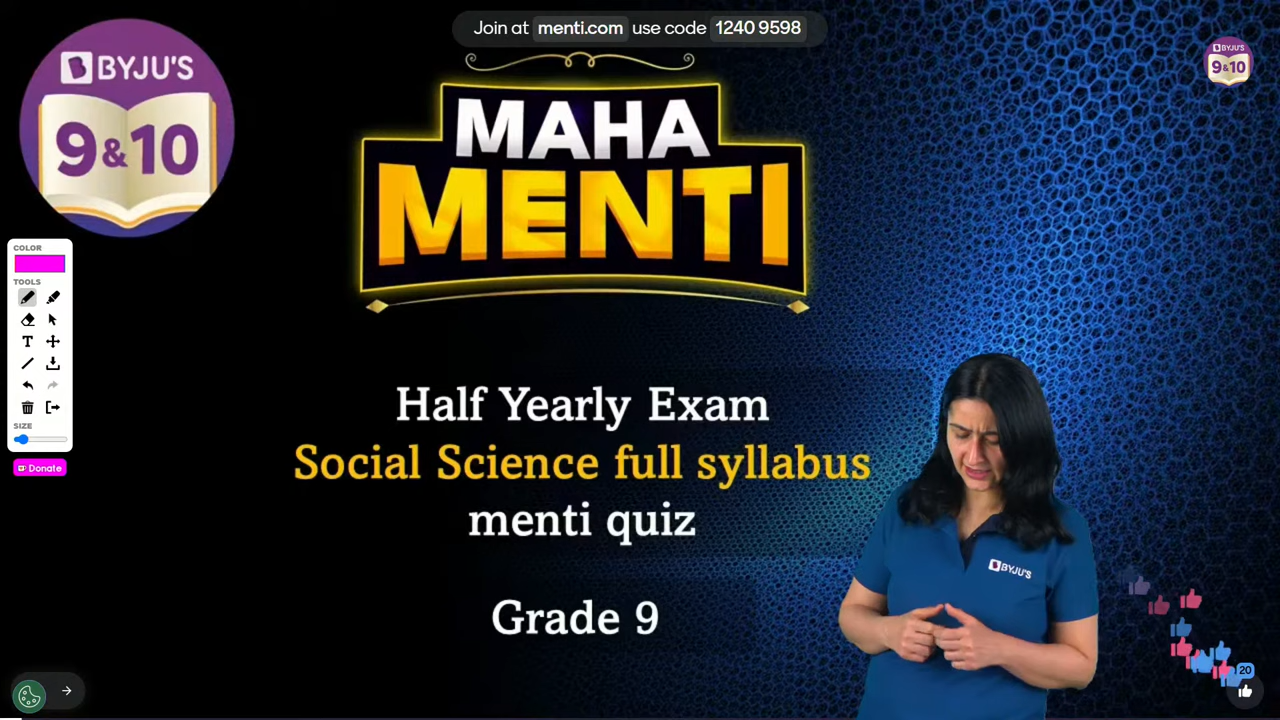 Join at menti.com use code 1240 9598
BYJU'S
9&10
BYJU'S
9&10
MAHA
MENTI
COLOR
TOOLS
T
SIZE
Donate
Half Yearly Exam
Social Science full syllabus
menti quiz
Grade 9
BYJU'S
20